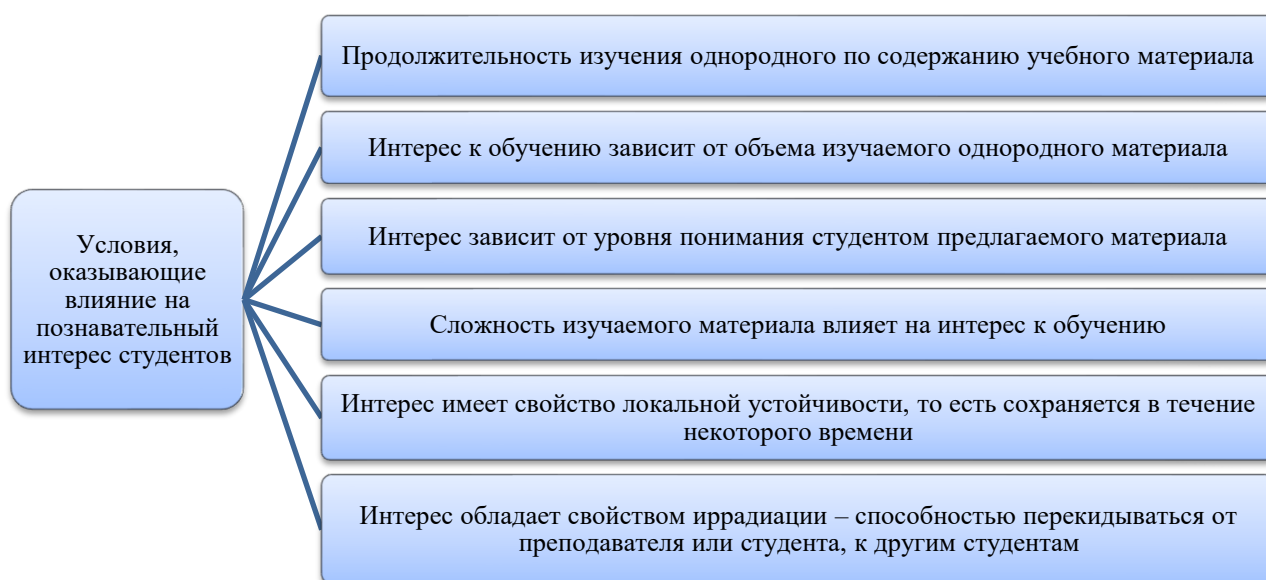 Продолжительность изучения однородного по содержанию учебного материала
Интерес к обучению зависит от объема изучаемого однородного материала
Интерес зависит от уровня понимания студентом предлагаемого материала
Условия,
оказывающие
влияние на
познавательный
интерес студентов
Сложность изучаемого материала влияет на интерес к обучению
Интерес имеет свойство локальной устойчивости, то есть сохраняется в течение
некоторого времени
Интерес обладает свойством иррадиации – способностью перекидываться от
преподавателя или студента, к другим студентам